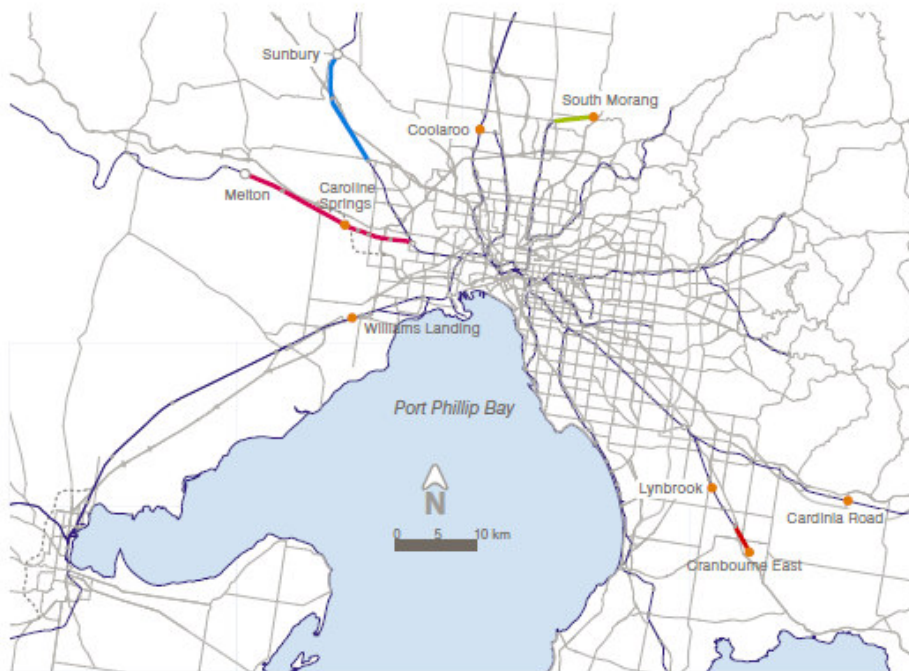 Sunbury
South Morang
Coolaroo
Caroline
Springs
Melton
Williams Landing
Port Phillip Bay
N
0 5 10 km
Lynbrook
Cardinia Road
Cranbourne East